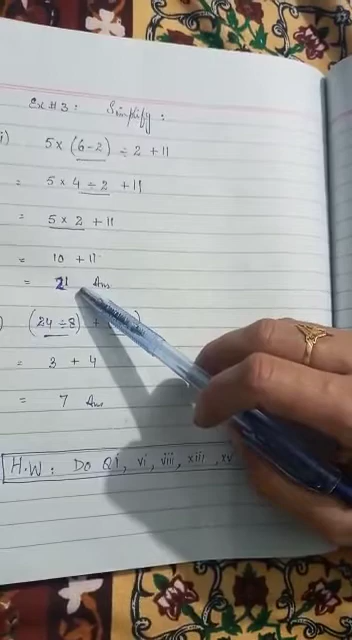 Ex # 3: Simplify:
i) 5 x (6-2) ÷ 2 + 11
= 5 x 4 ÷ 2 + 11
= 5 x 2 + 11
= 10 + 11
= 21 Ans
) (24 ÷ 8) + (
= 3 + 4
= 7 Ans
H.W: Do Q i, vi, viii, xiii, xv